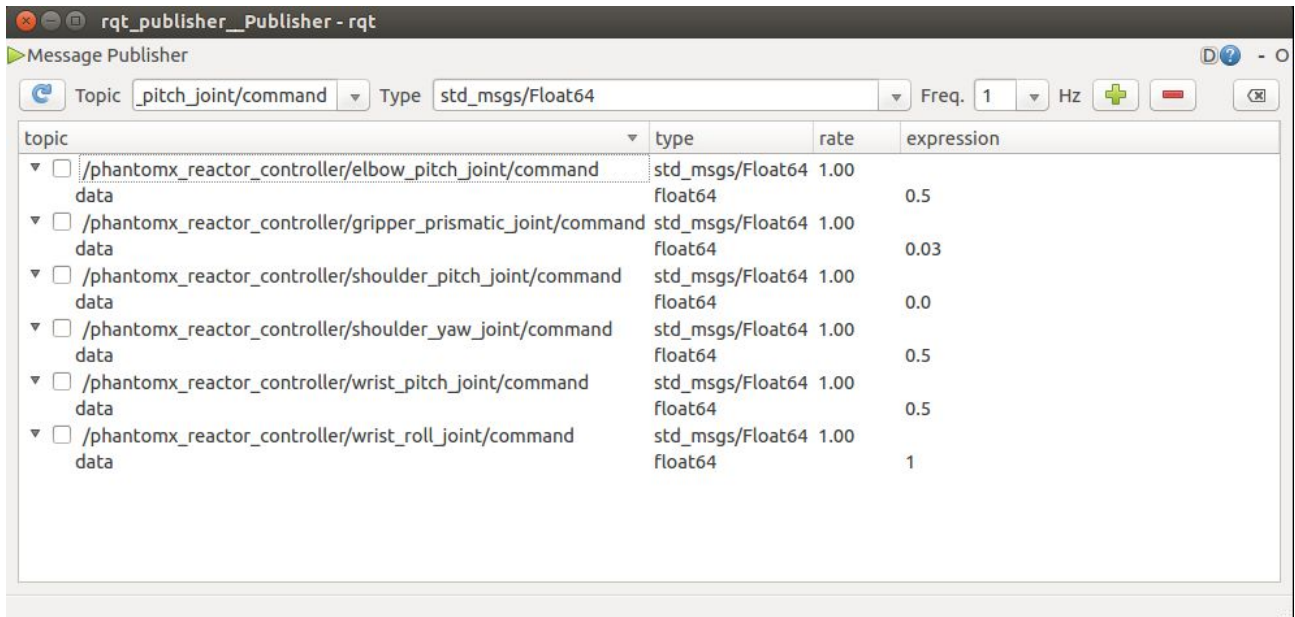 rqt_publisher__Publisher - rqt
Message Publisher D ? - O
Topic _pitch_joint/command Type std_msgs/Float64 Freq. 1 Hz
topic type rate expression
/phantomx_reactor_controller/elbow_pitch_joint/command std_msgs/Float64 1.00
data float64 0.5
/phantomx_reactor_controller/gripper_prismatic_joint/command std_msgs/Float64 1.00
data float64 0.03
/phantomx_reactor_controller/shoulder_pitch_joint/command std_msgs/Float64 1.00
data float64 0.0
/phantomx_reactor_controller/shoulder_yaw_joint/command std_msgs/Float64 1.00
data float64 0.5
/phantomx_reactor_controller/wrist_pitch_joint/command std_msgs/Float64 1.00
data float64 0.5
/phantomx_reactor_controller/wrist_roll_joint/command std_msgs/Float64 1.00
data float64 1